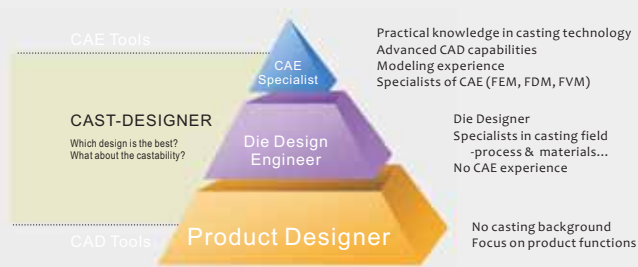 CAE Tools
CAST-DESIGNER
Which design is the best?
What about the castability?
CAD Tools
CAE
Specialist
Die Design
Engineer
Product Designer
Practical knowledge in casting technology
Advanced CAD capabilities
Modeling experience
Specialists of CAE (FEM, FDM, FVM)
Die Designer
Specialists in casting field
-process & materials...
No CAE experience
No casting background
Focus on product functions